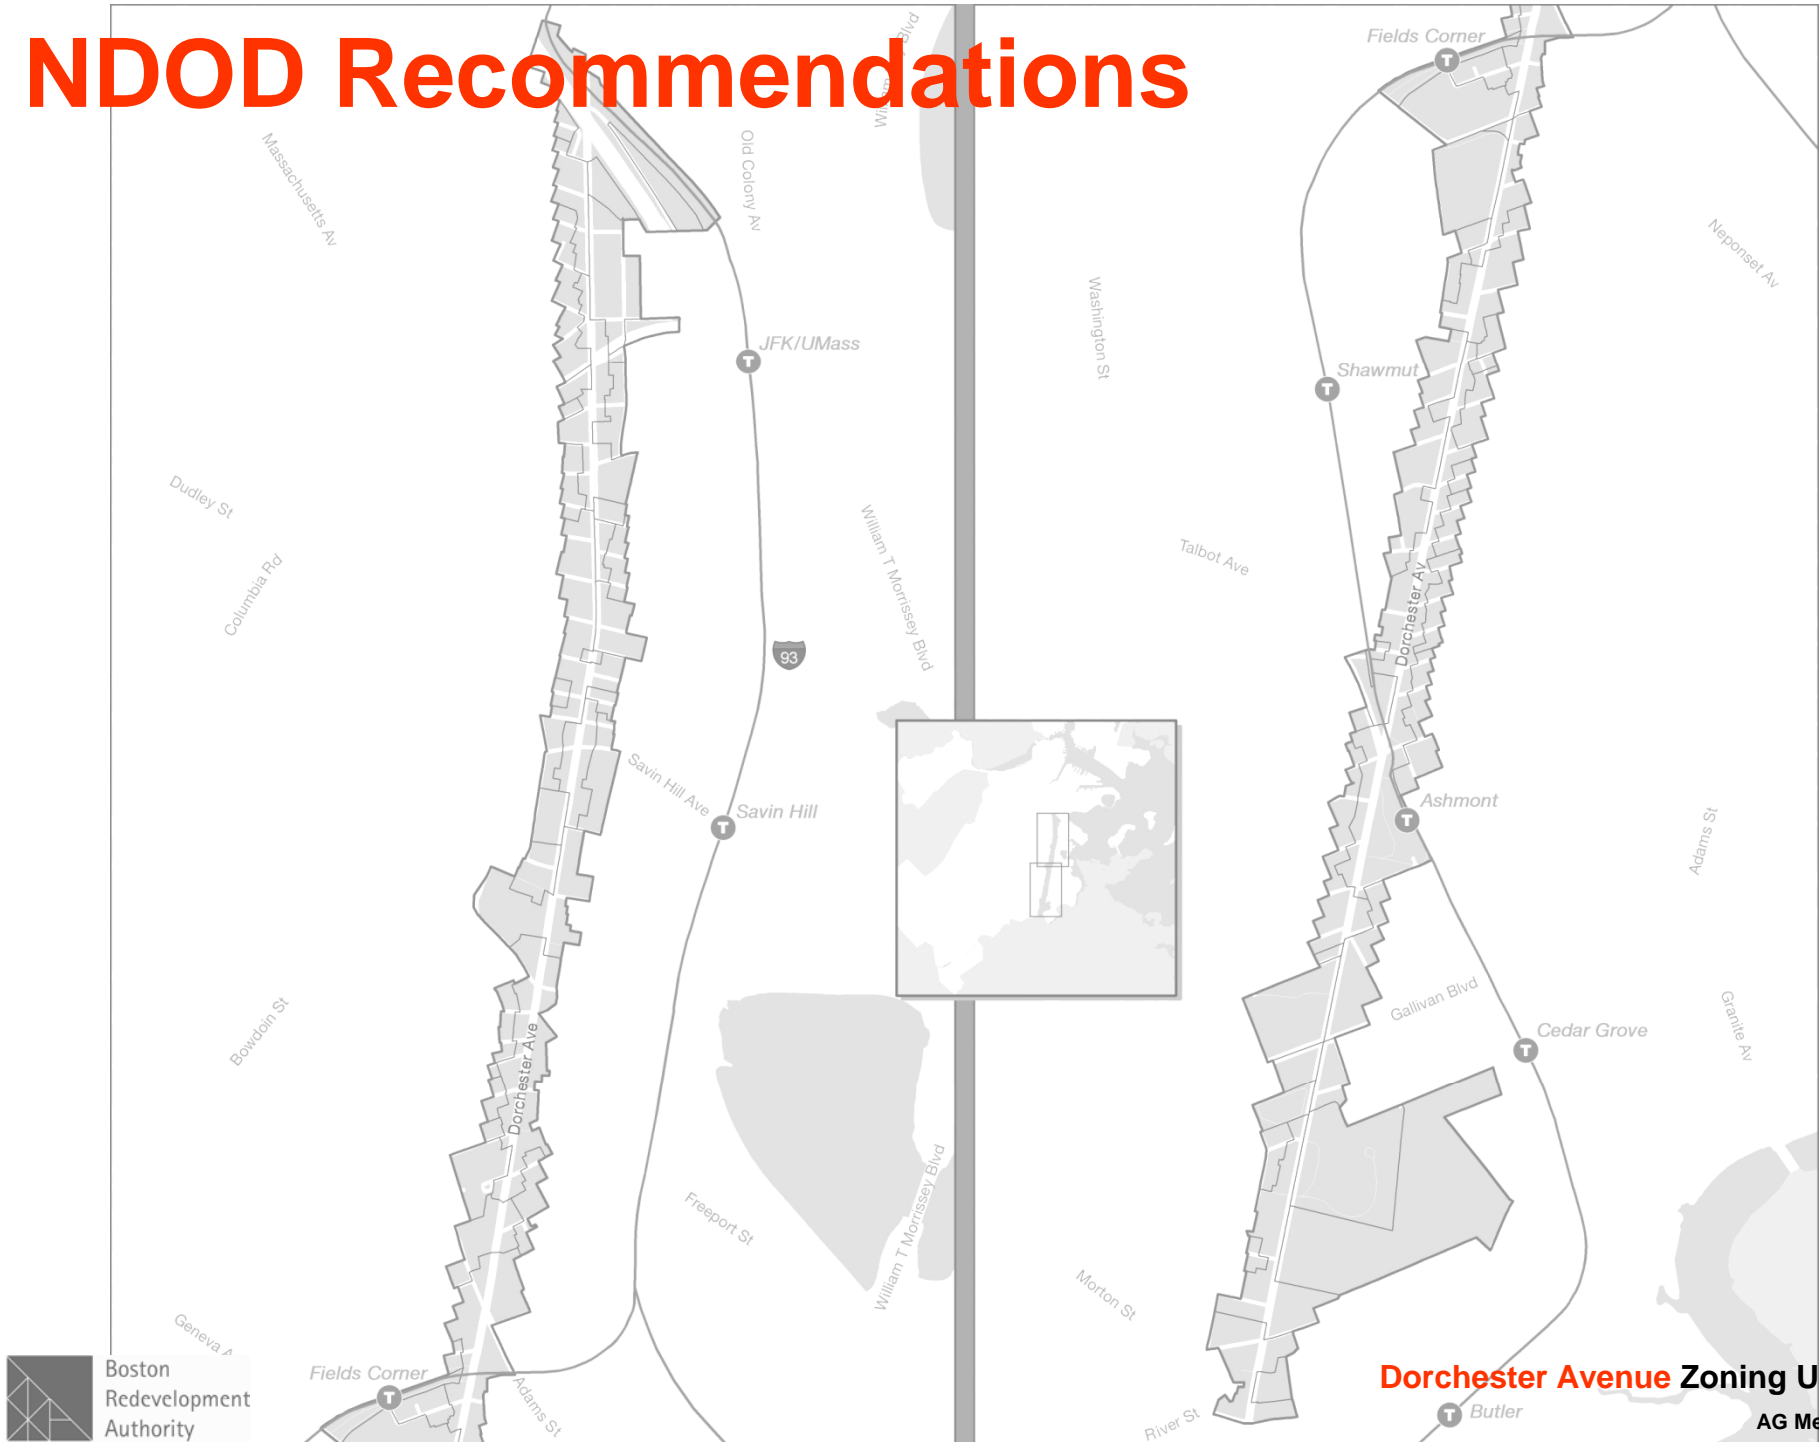 NDOD Recommendations
Fields Corner
Massachusetts Av
Old Colony Av
Blvd
Neponset Av
Washington St
JFK/UMass
Shawmut
Dudley St
William T Morrissey Blvd
Talbot Ave
Columbia Rd
Dorchester Av
93
Savin Hill Ave
Savin Hill
Ashmont
Adams St
Gallivan Blvd
Granite Av
Bowdoin St
Cedar Grove
Dorchester Ave
Freeport St
William T Morrissey Blvd
Morton St
Geneva A
Fields Corner
Adams St
River St
Butler
Boston
Redevelopment
Authority
Dorchester Avenue Zoning U
AG Me